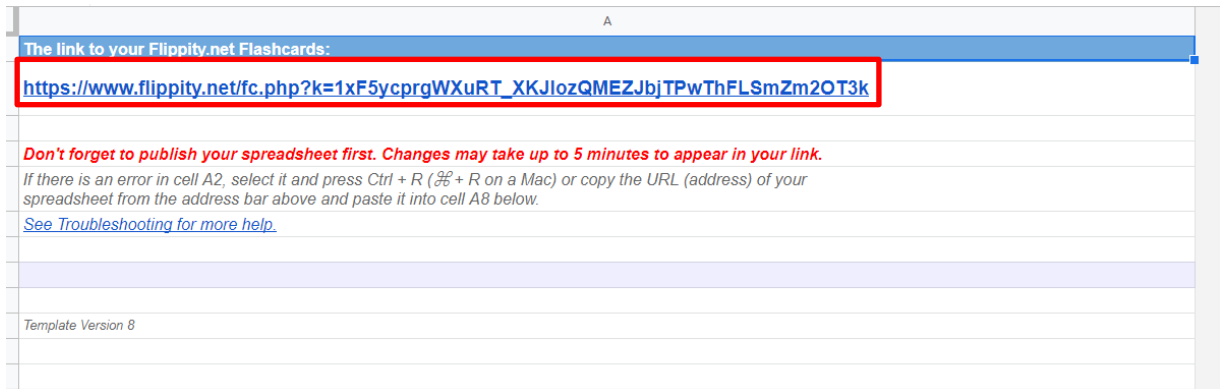 A
The link to your Flippity.net Flashcards:
https://www.flippity.net/fc.php?k=1xF5ycprgWXuRT_XKJlozQMEZJbjTPwThFLSmZm2OT3k
Don't forget to publish your spreadsheet first. Changes may take up to 5 minutes to appear in your link.
If there is an error in cell A2, select it and press Ctrl + R (⌘ + R on a Mac) or copy the URL (address) of your
spreadsheet from the address bar above and paste it into cell A8 below.
See Troubleshooting for more help.
Template Version 8